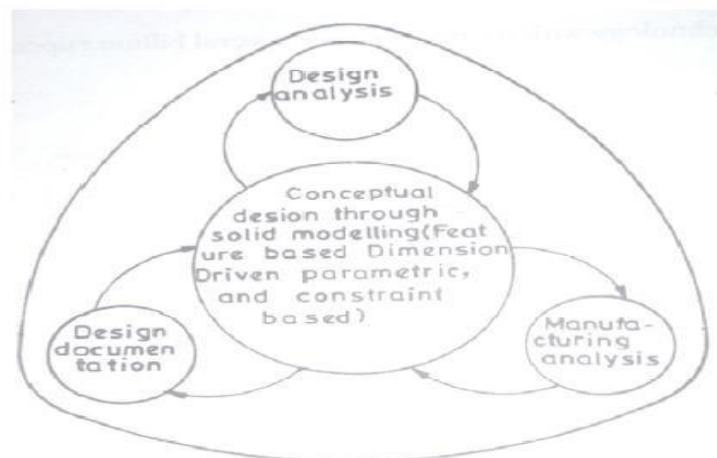 Design
analysis
Conceptual
desion through
solid modelling(Feat
ure based Dimension
Driven parametric,
and constraint
based)
Design
documen
tation
Manufa-
cturing
analysis